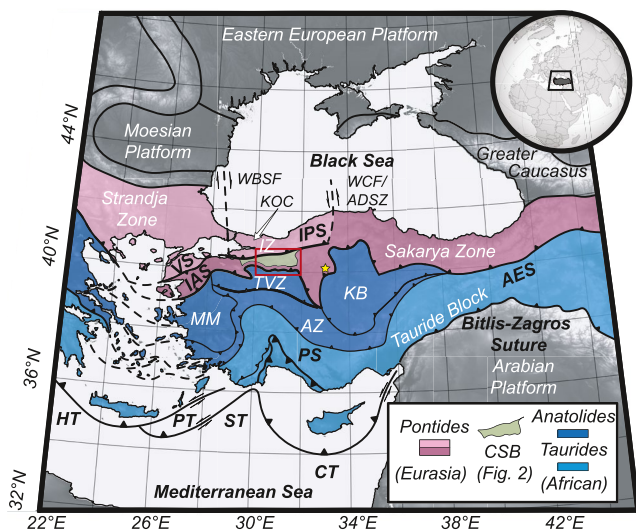 Eastern European Platform
44°N
Moesian
Platform
Black Sea
Greater
Caucasus
WBSF
WCF/
ADSZ
KOC
Strandja
Zone
IPS
IZ
40°N
VS
IAS
Sakarya Zone
TVZ
KB
AES
MM
AZ
Tauride Block
Bitlis-Zagros
Suture
PS
36°N
Arabian
Platform
HT
PT
ST
CT
Pontides
(Eurasia)
CSB
(Fig. 2)
Anatolides
Taurides
(African)
Mediterranean Sea
32°N
22°E
26°E
30°E
34°E
38°E
42°E